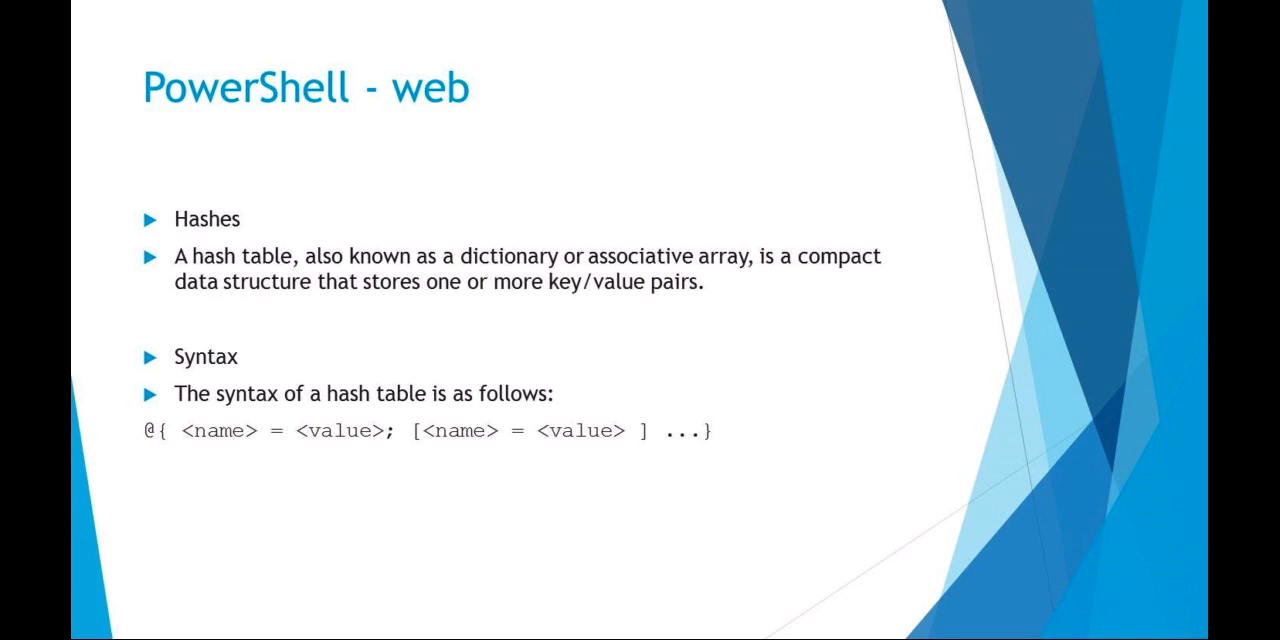 PowerShell - web
Hashes
A hash table, also known as a dictionary or associative array, is a compact
data structure that stores one or more key/value pairs.
Syntax
The syntax of a hash table is as follows:
@{ <name> = <value>; [<name> = <value> ] ...}